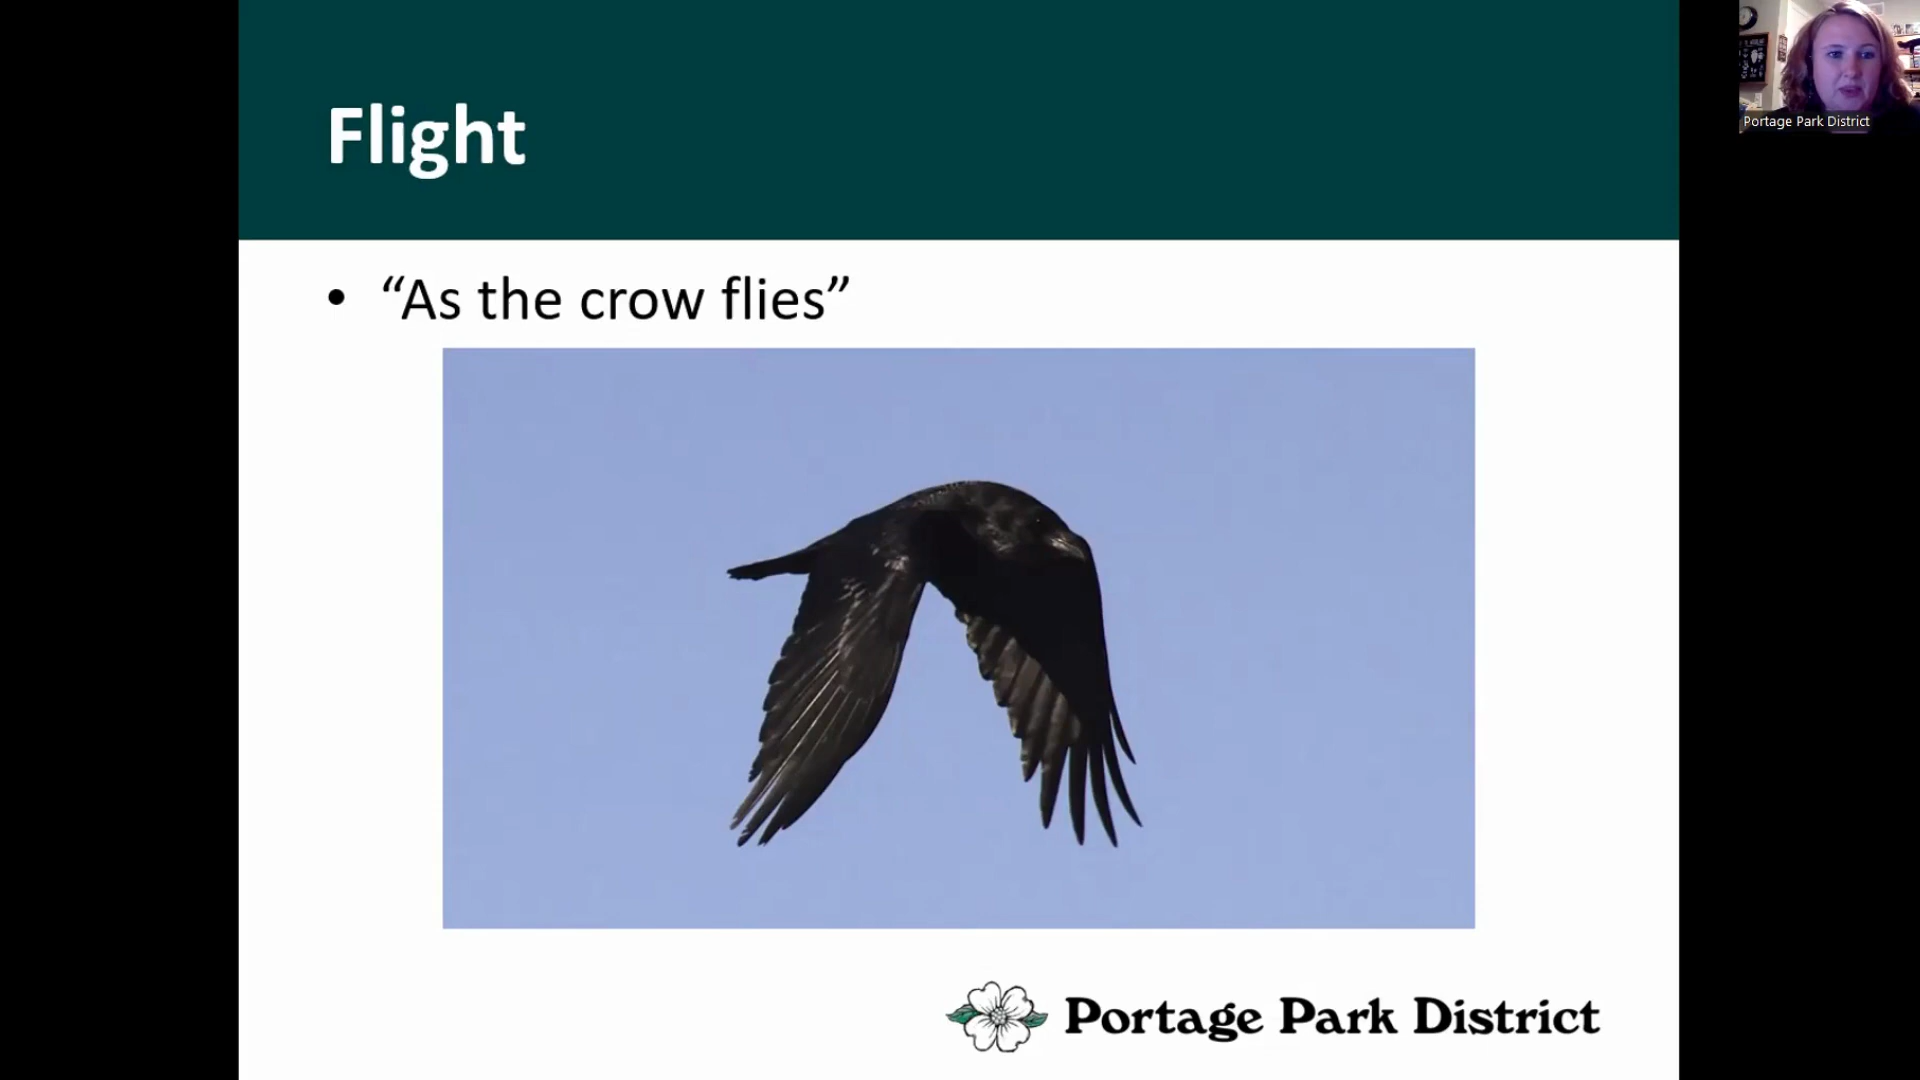 Flight
Portage Park District
• “As the crow flies”
Portage Park District